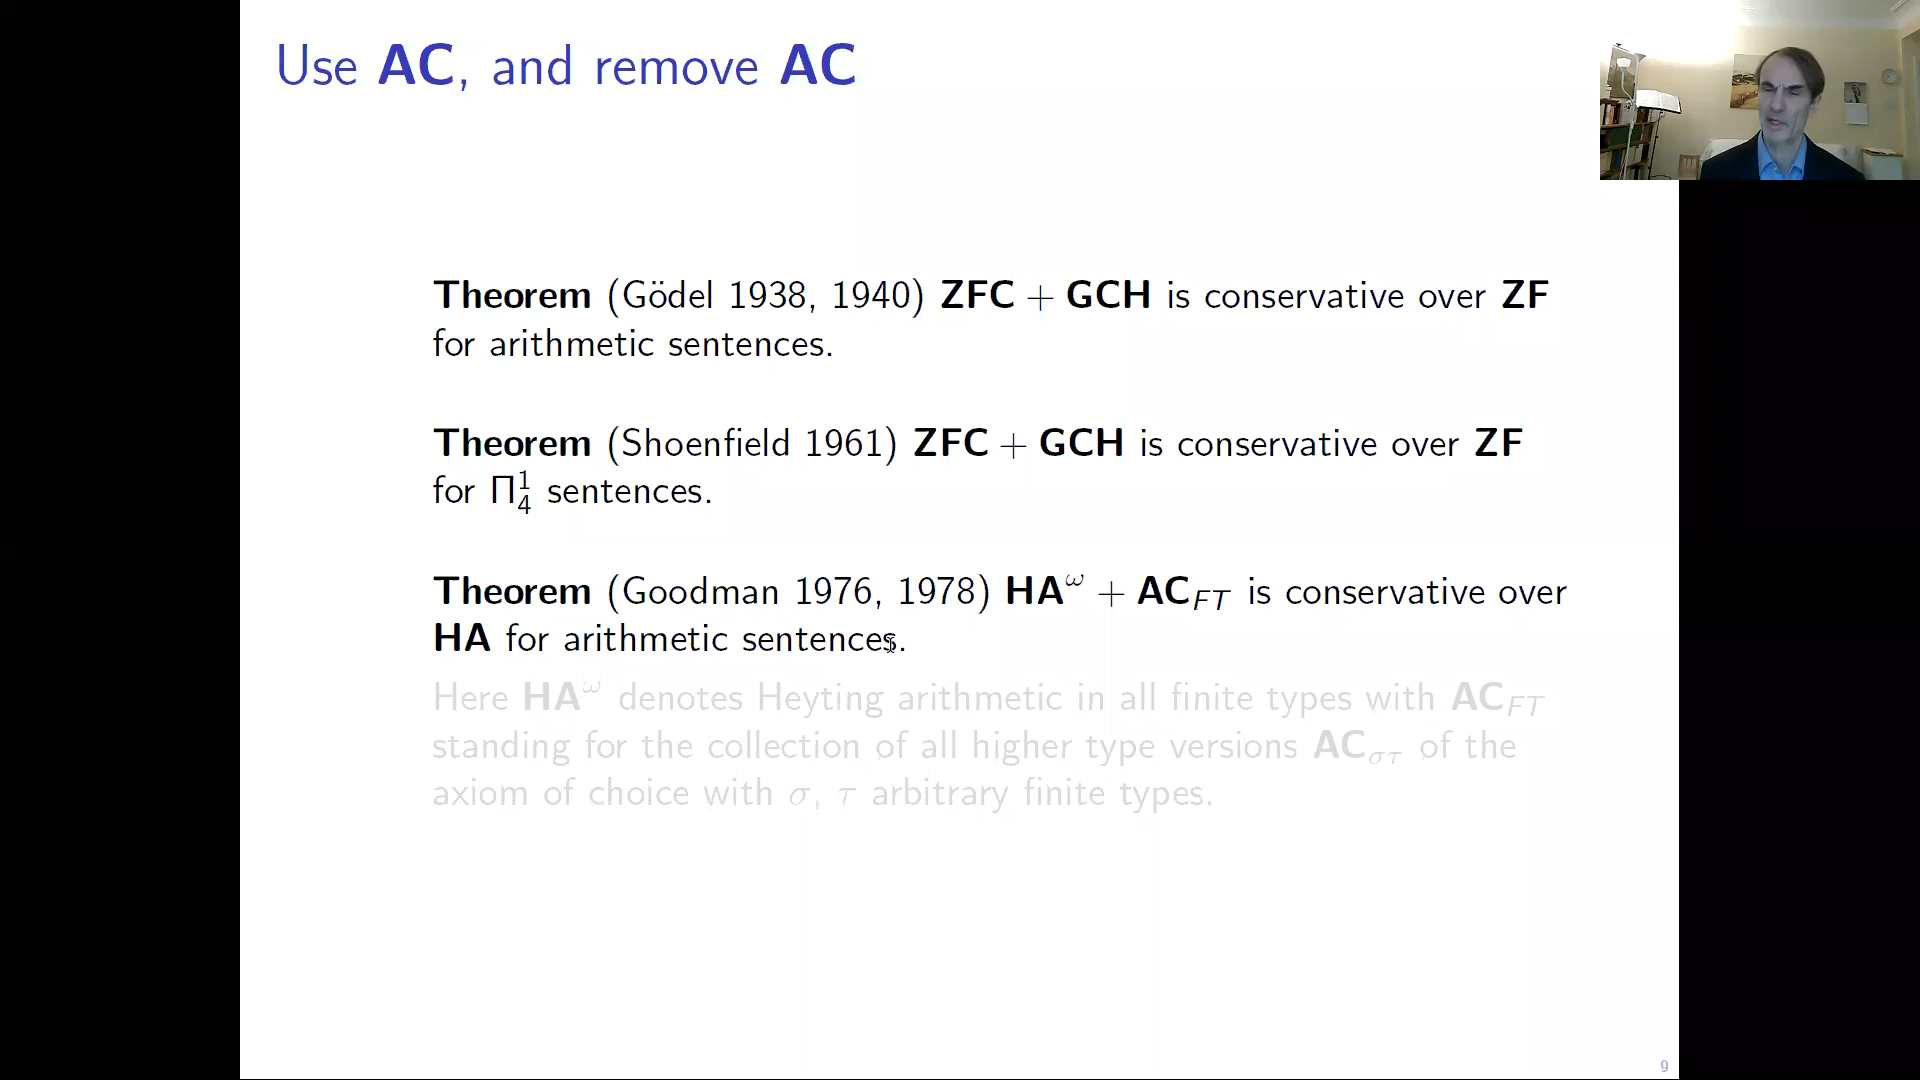 Use AC, and remove AC
Theorem (Gödel 1938, 1940) ZFC + GCH is conservative over ZF
for arithmetic sentences.
Theorem (Shoenfield 1961) ZFC + GCH is conservative over ZF
for Π¹₄ sentences.
Theorem (Goodman 1976, 1978) HA^ω + AC_FT is conservative over
HA for arithmetic sentences.
Here HA^ω denotes Heyting arithmetic in all finite types with AC_FT
standing for the collection of all higher type versions AC_στ of the
axiom of choice with σ, τ arbitrary finite types.
9